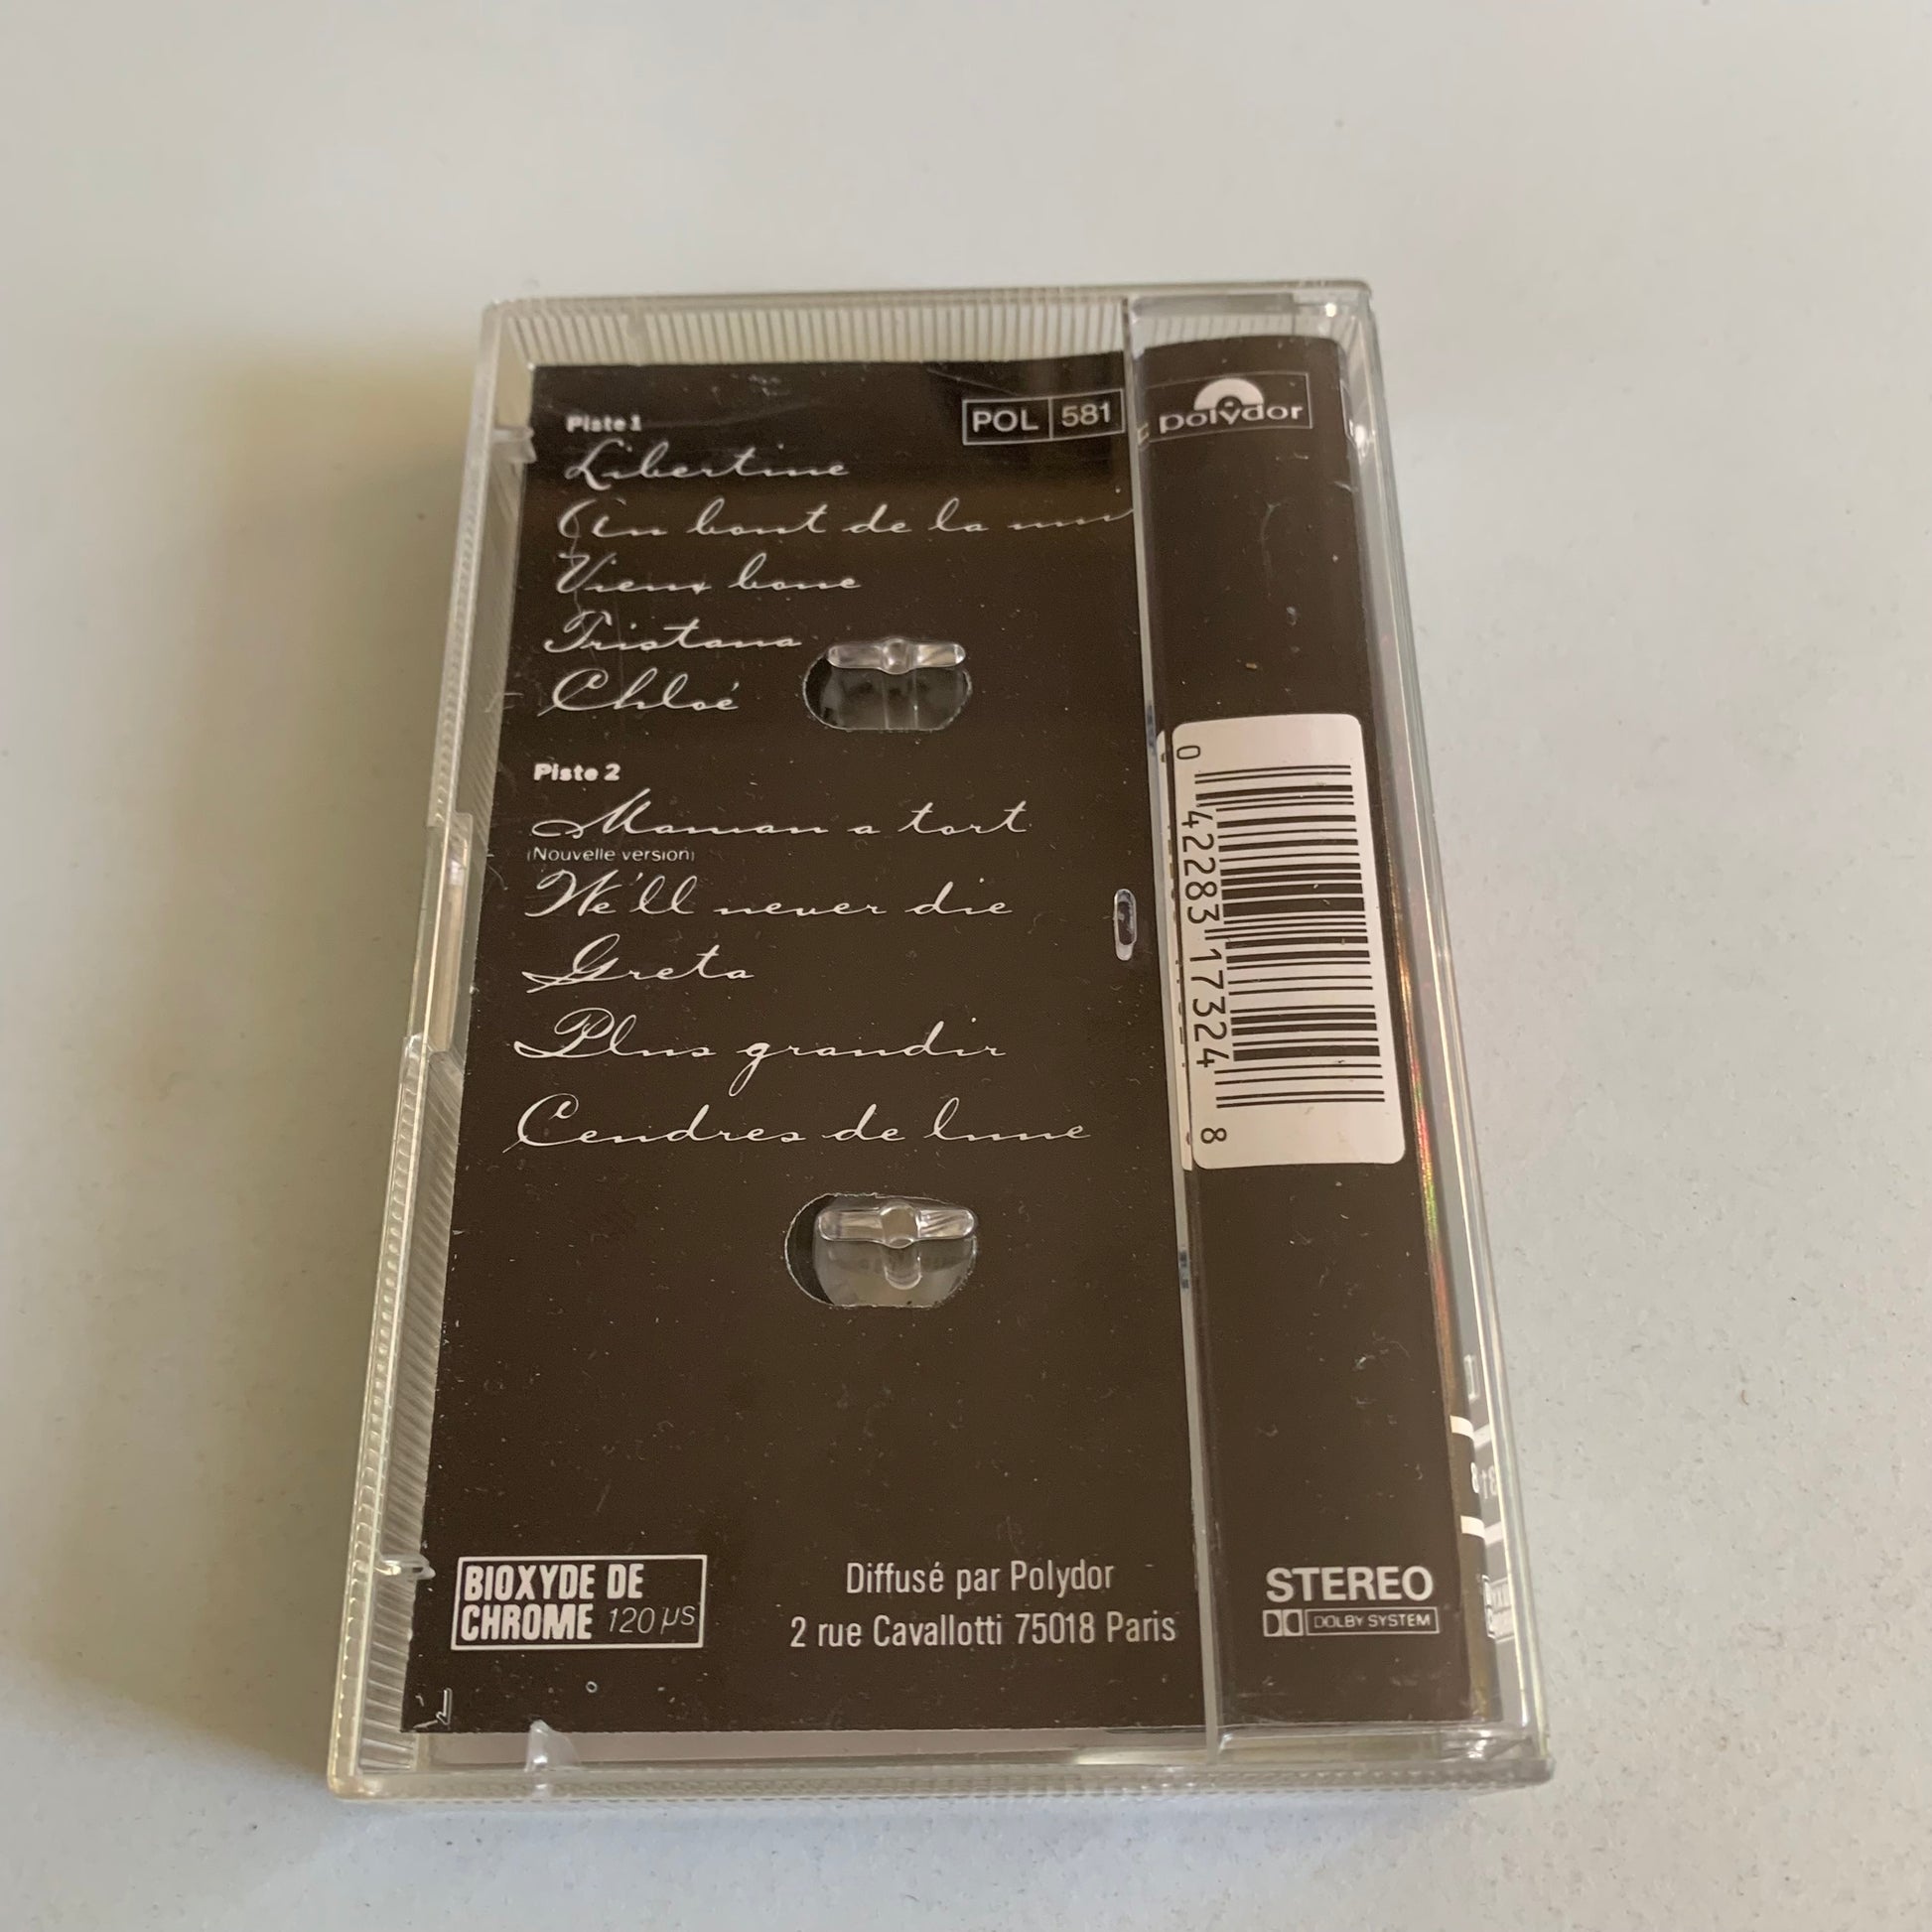 Piste 1
Libertine
Au bout de la nuit
Vieux bouc
Tristana
Chloé
Piste 2
Maman a tort
(Nouvelle version)
We'll never die
Greta
Plus grandir
Cendres de lune
POL 581
polydor
0 42283 17324 8
BIOXYDE DE
CHROME 120 µs
Diffusé par Polydor
2 rue Cavallotti 75018 Paris
STEREO
DOLBY SYSTEM